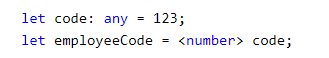 let code: any = 123;
let employeeCode = <number> code;